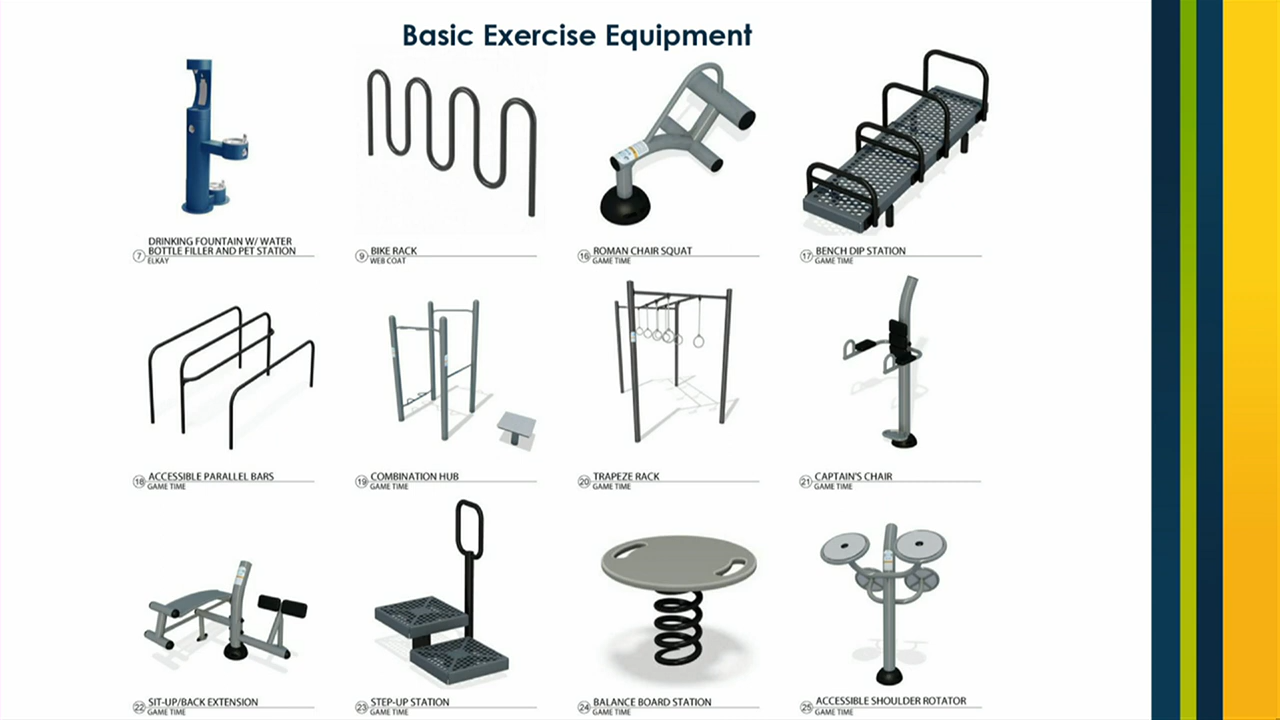 Basic Exercise Equipment
7 DRINKING FOUNTAIN W/ WATER
BOTTLE FILLER AND PET STATION
ELKAY
9 BIKE RACK
WEB COAT
16 ROMAN CHAIR SQUAT
GAME TIME
17 BENCH DIP STATION
GAME TIME
18 ACCESSIBLE PARALLEL BARS
GAME TIME
19 COMBINATION HUB
GAME TIME
20 TRAPEZE RACK
GAME TIME
21 CAPTAIN'S CHAIR
GAME TIME
22 SIT-UP/BACK EXTENSION
GAME TIME
23 STEP-UP STATION
GAME TIME
24 BALANCE BOARD STATION
GAME TIME
25 ACCESSIBLE SHOULDER ROTATOR
GAME TIME